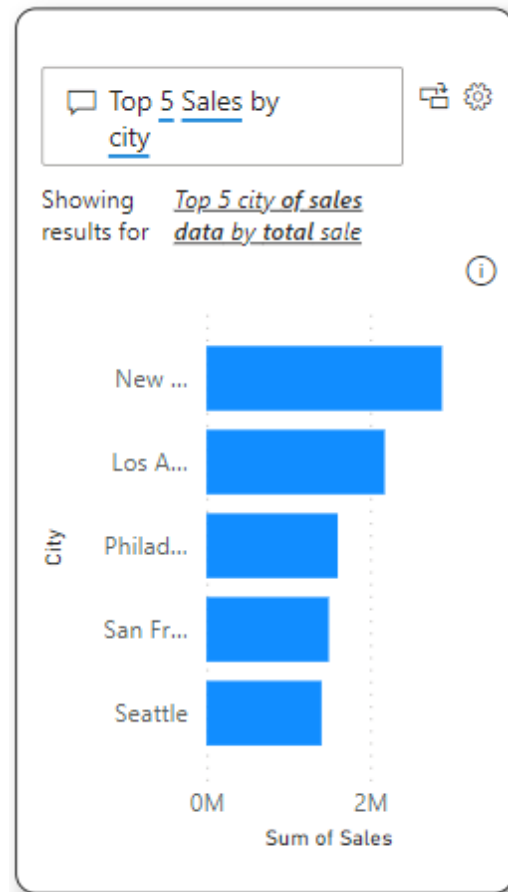 Top 5 Sales by
city
Showing
results for
Top 5 city of sales
data by total sale
New ...
Los A...
Philad...
San Fr...
Seattle
City
0M
2M
Sum of Sales